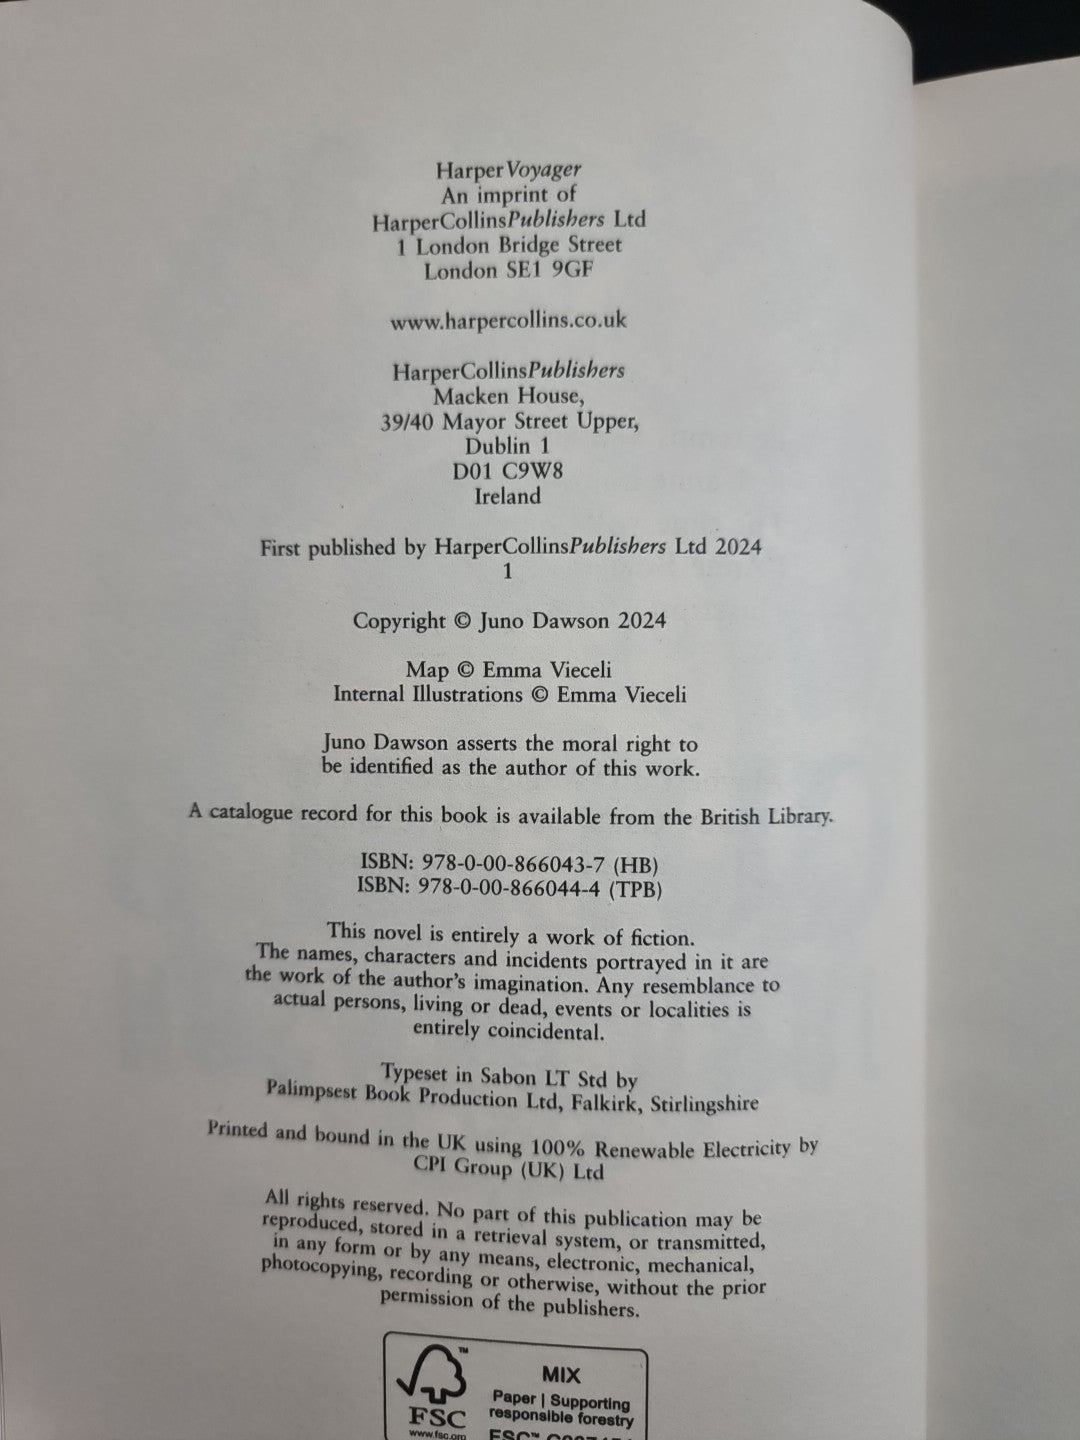 HarperVoyager
An imprint of
HarperCollinsPublishers Ltd
1 London Bridge Street
London SE1 9GF
www.harpercollins.co.uk
HarperCollinsPublishers
Macken House,
39/40 Mayor Street Upper,
Dublin 1
D01 C9W8
Ireland
First published by HarperCollinsPublishers Ltd 2024
1
Copyright © Juno Dawson 2024
Map © Emma Vieceli
Internal Illustrations © Emma Vieceli
Juno Dawson asserts the moral right to
be identified as the author of this work.
A catalogue record for this book is available from the British Library.
ISBN: 978-0-00-866043-7 (HB)
ISBN: 978-0-00-866044-4 (TPB)
This novel is entirely a work of fiction.
The names, characters and incidents portrayed in it are
the work of the author's imagination. Any resemblance to
actual persons, living or dead, events or localities is
entirely coincidental.
Typeset in Sabon LT Std by
Palimpsest Book Production Ltd, Falkirk, Stirlingshire
Printed and bound in the UK using 100% Renewable Electricity by
CPI Group (UK) Ltd
All rights reserved. No part of this publication may be
reproduced, stored in a retrieval system, or transmitted,
in any form or by any means, electronic, mechanical,
photocopying, recording or otherwise, without the prior
permission of the publishers.
™
FSC
www.fsc.org
MIX
Paper | Supporting
responsible forestry
FSC™